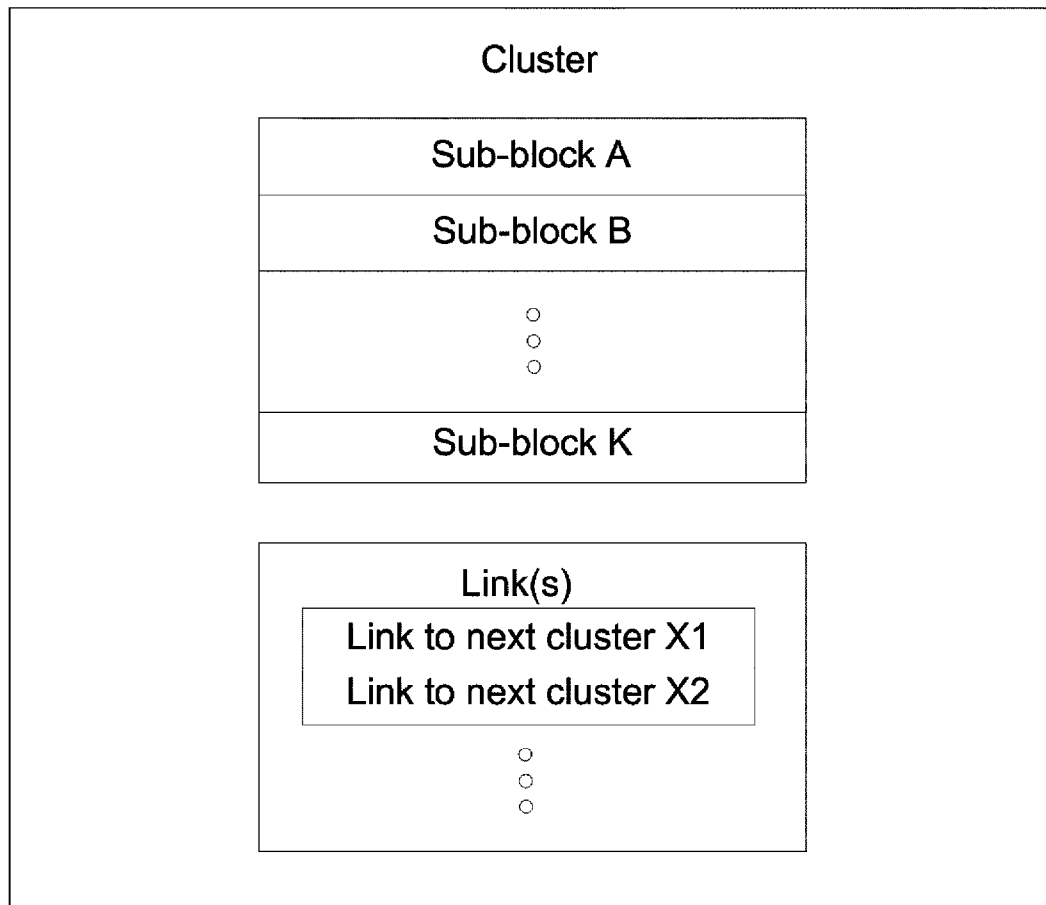 Cluster
Sub-block A
Sub-block B
Sub-block K
Link(s)
Link to next cluster X1
Link to next cluster X2